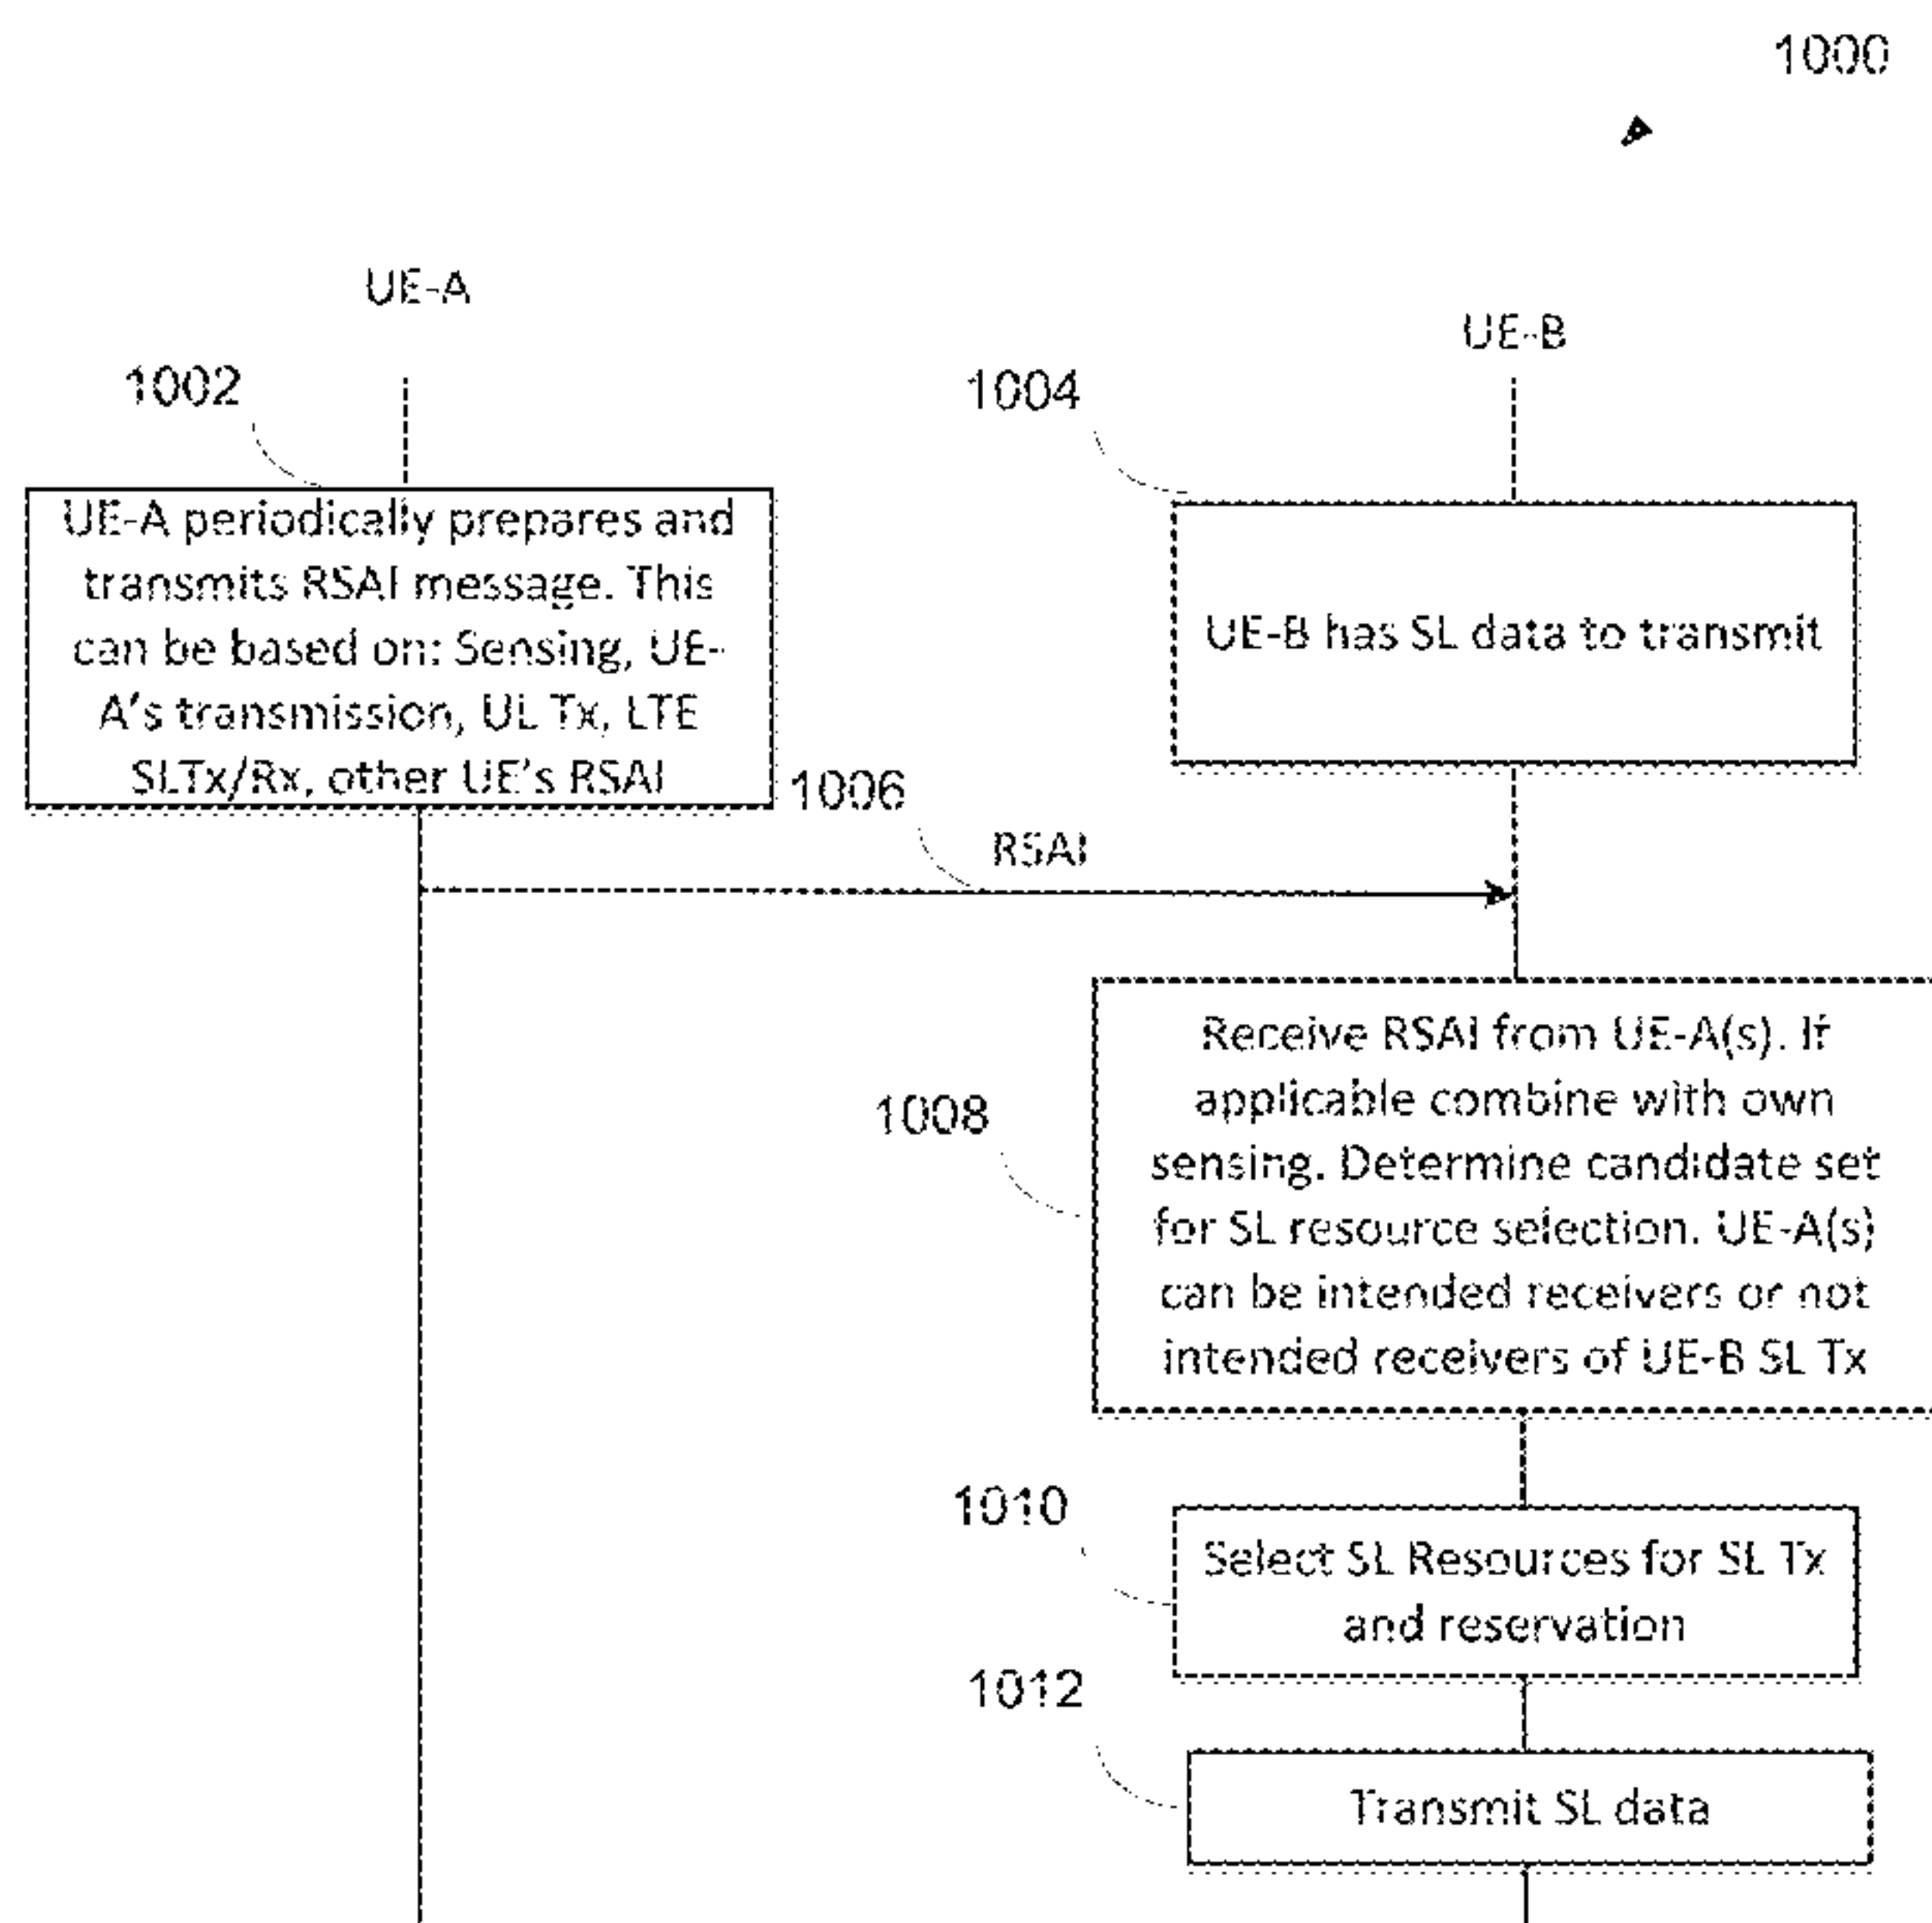 1000
UE-A
UE-B
1002
1004
UE-A periodically prepares and
transmits RSAI message. This
can be based on: Sensing, UE-
A's transmission, UL Tx, LTE
SLTx/Rx, other UE's RSAI
UE-B has SL data to transmit
1006
RSAI
Receive RSAI from UE-A(s). If
applicable combine with own
sensing. Determine candidate set
for SL resource selection. UE-A(s)
can be intended receivers or not
intended receivers of UE-B SL Tx
1008
1010
Select SL Resources for SL Tx
and reservation
1012
Transmit SL data